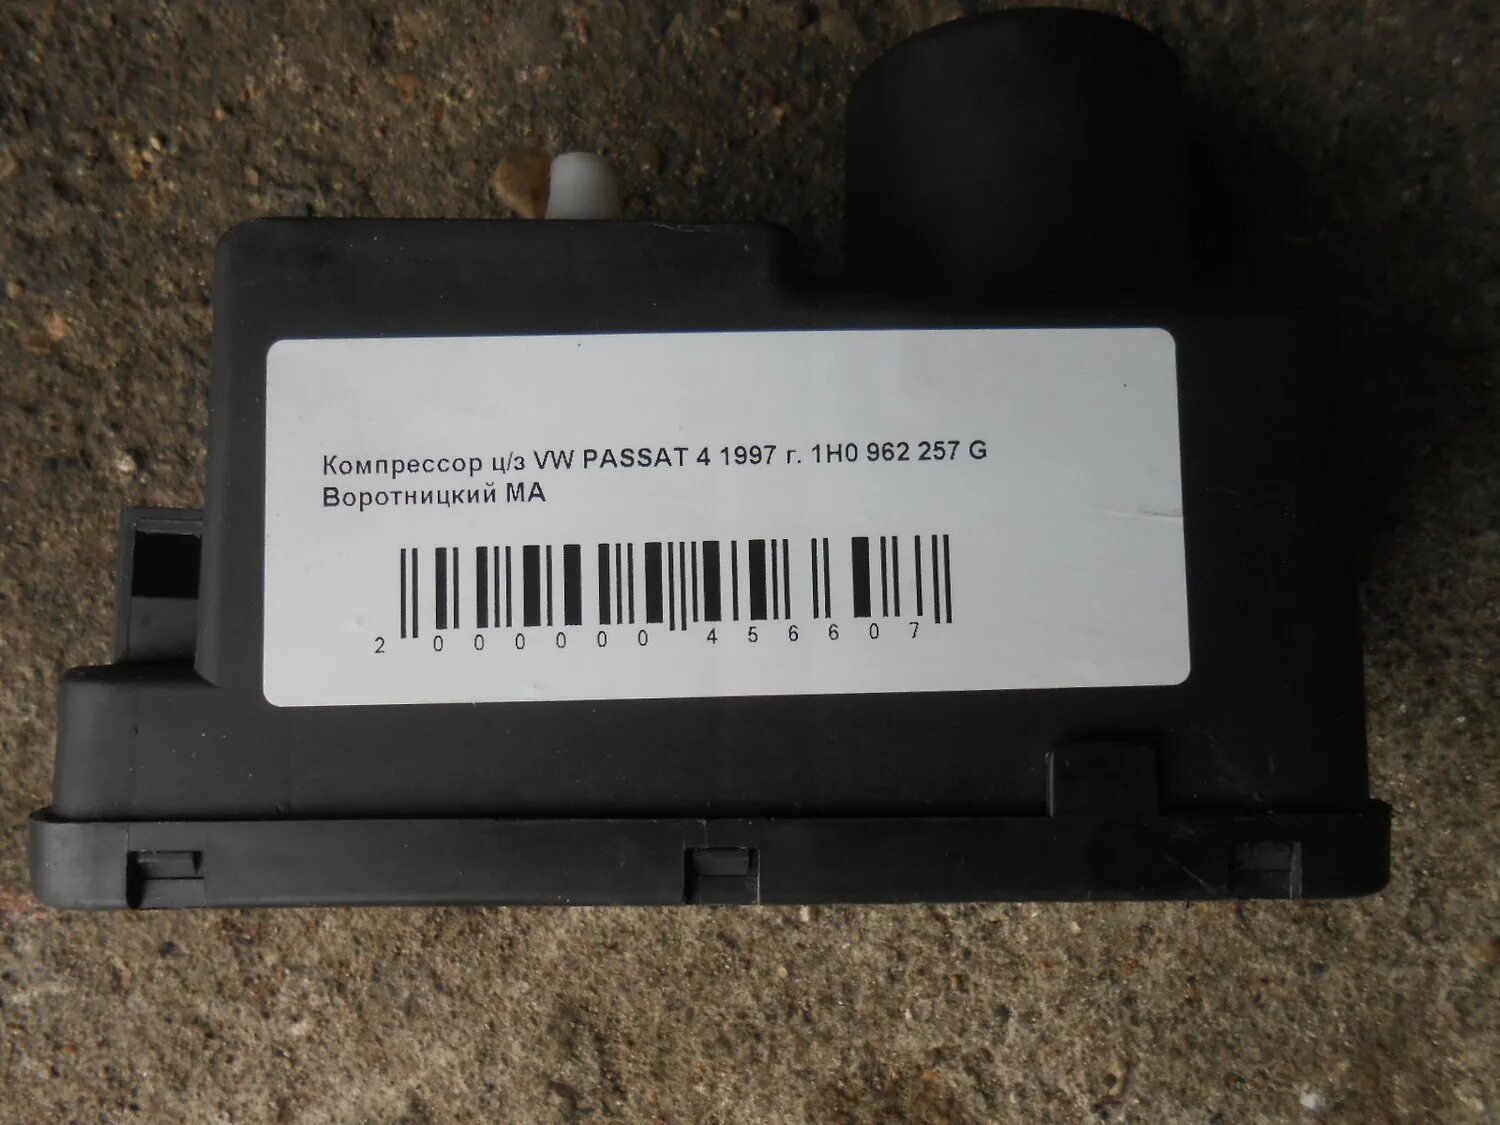 Компрессор ц/з VW PASSAT 4 1997 г. 1H0 962 257 G
Воротницкий МА
2 000000 456607